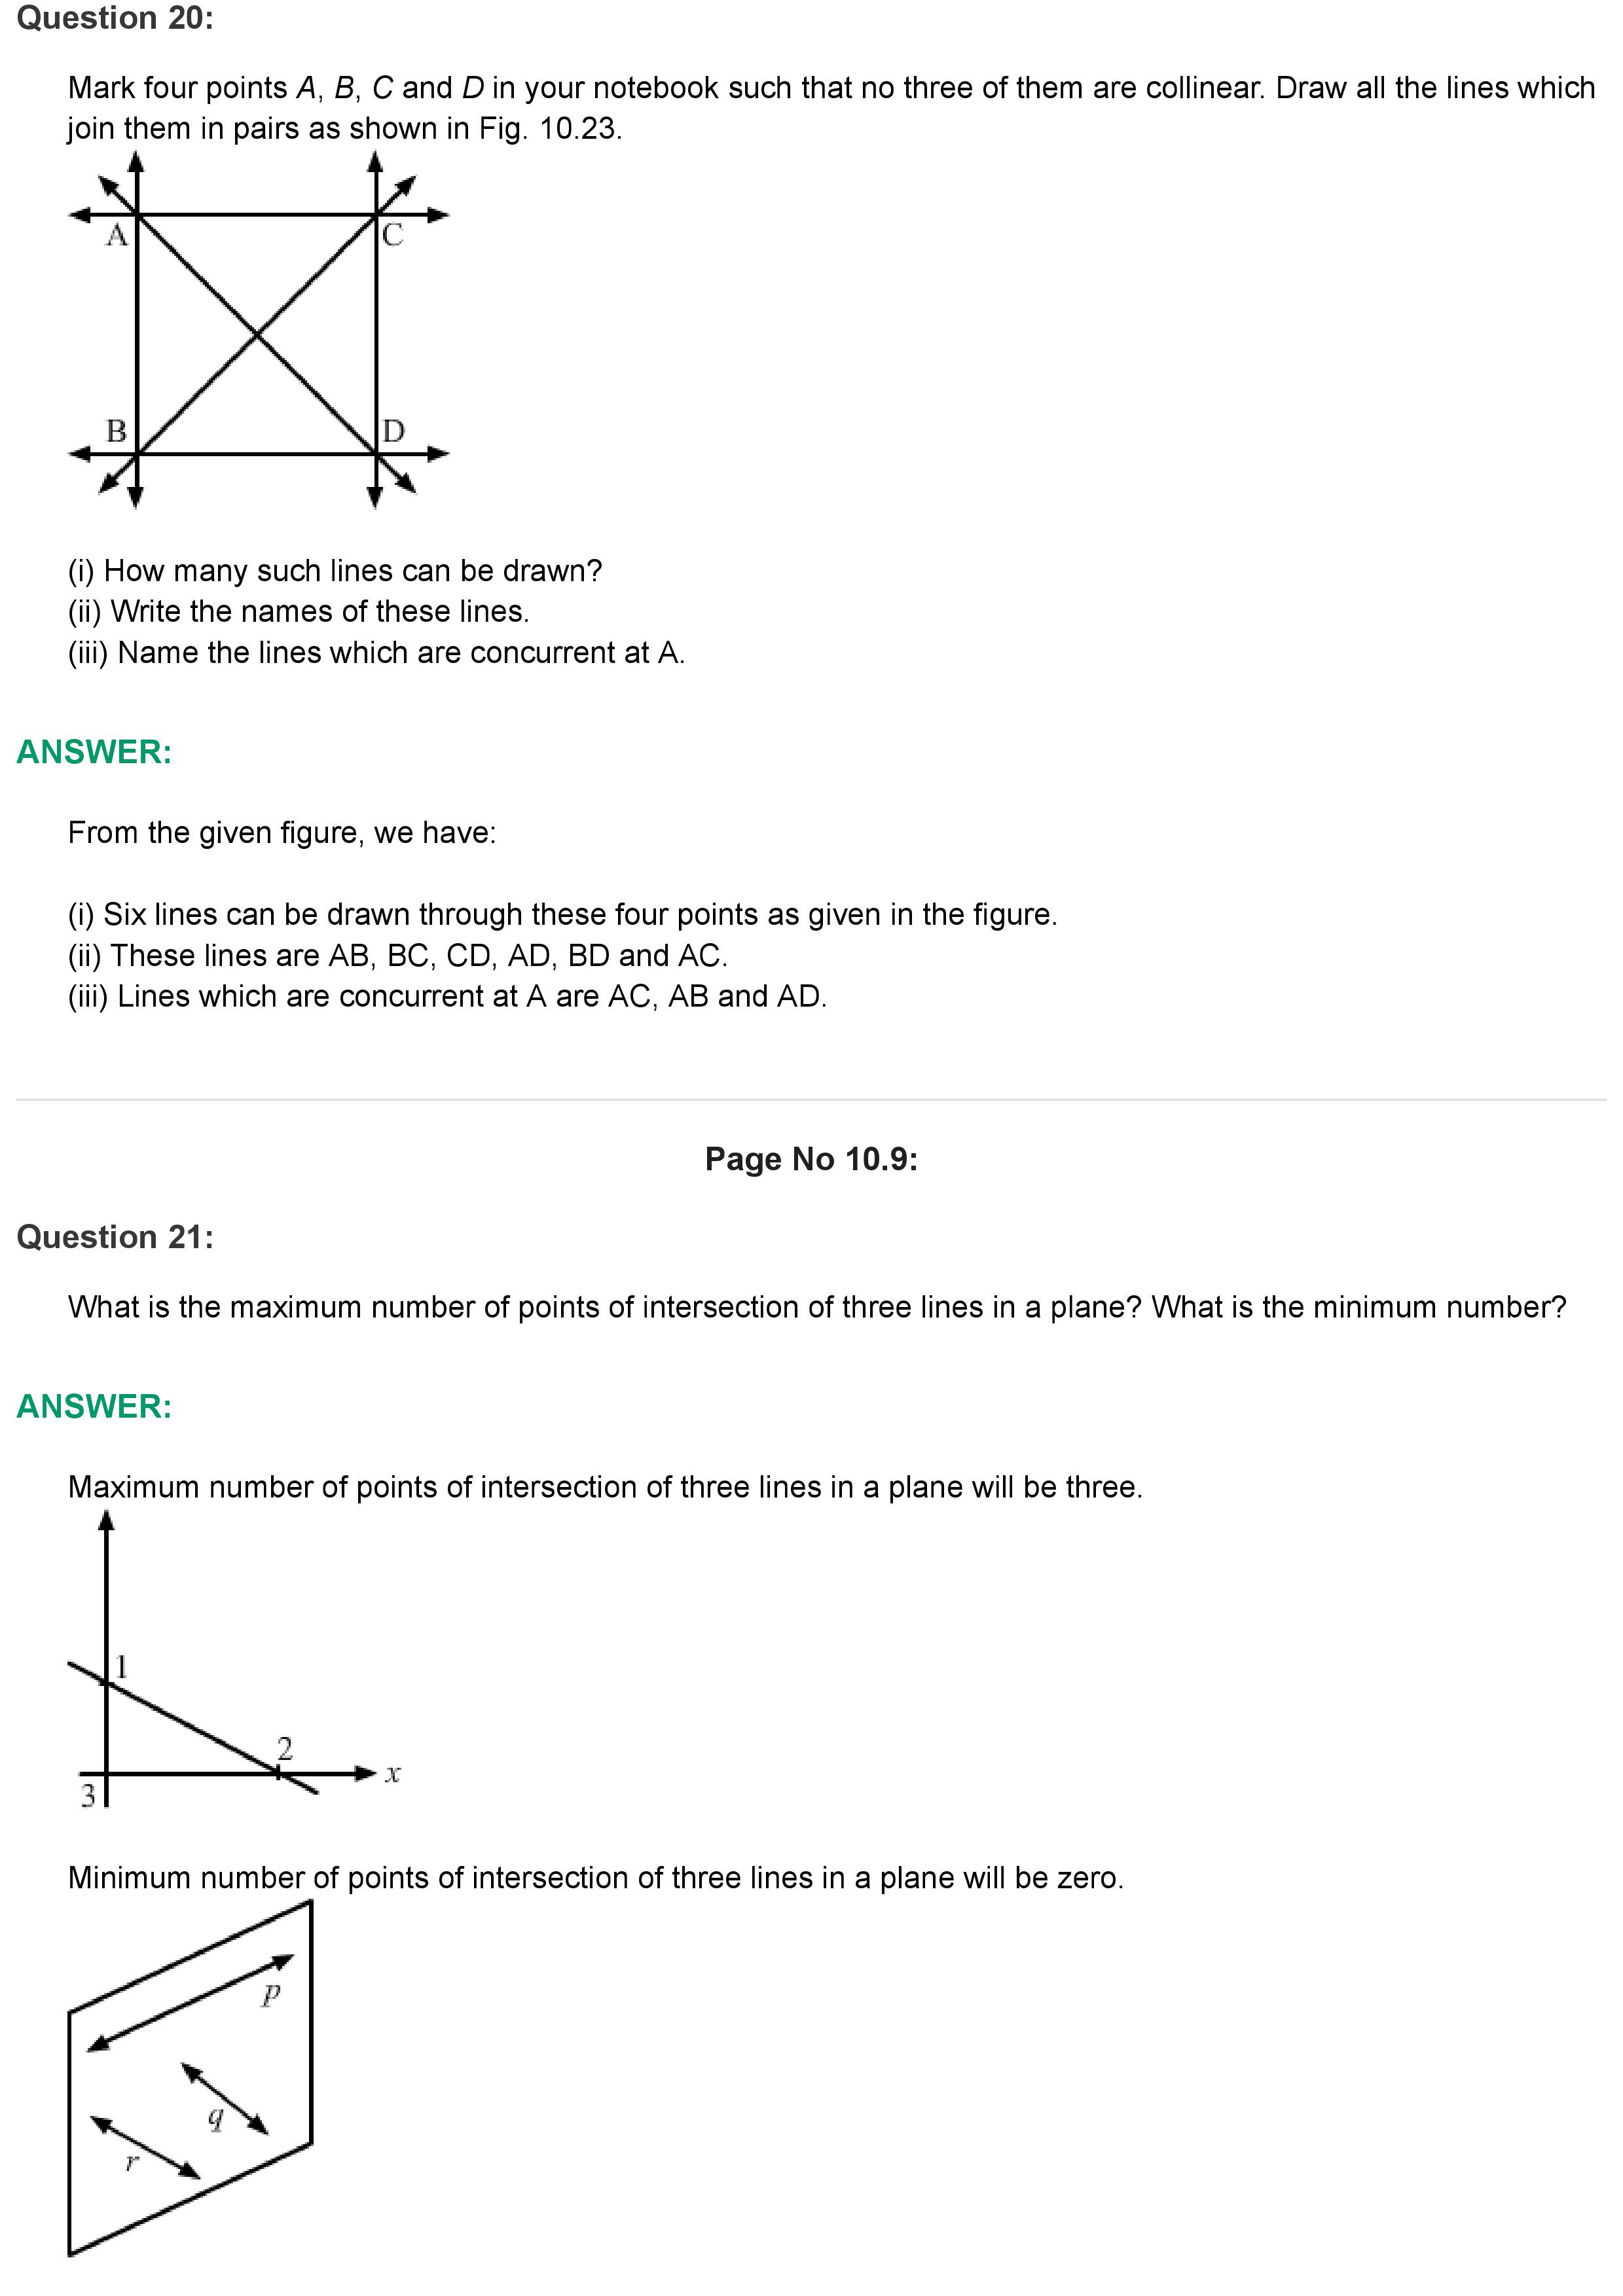 Question 20:
Mark four points A, B, C and D in your notebook such that no three of them are collinear. Draw all the lines which
join them in pairs as shown in Fig. 10.23.
A
C
B
D
(i) How many such lines can be drawn?
(ii) Write the names of these lines.
(iii) Name the lines which are concurrent at A.
ANSWER:
From the given figure, we have:
(i) Six lines can be drawn through these four points as given in the figure.
(ii) These lines are AB, BC, CD, AD, BD and AC.
(iii) Lines which are concurrent at A are AC, AB and AD.
Page No 10.9:
Question 21:
What is the maximum number of points of intersection of three lines in a plane? What is the minimum number?
ANSWER:
Maximum number of points of intersection of three lines in a plane will be three.
1
2
x
3
Minimum number of points of intersection of three lines in a plane will be zero.
p
q
r